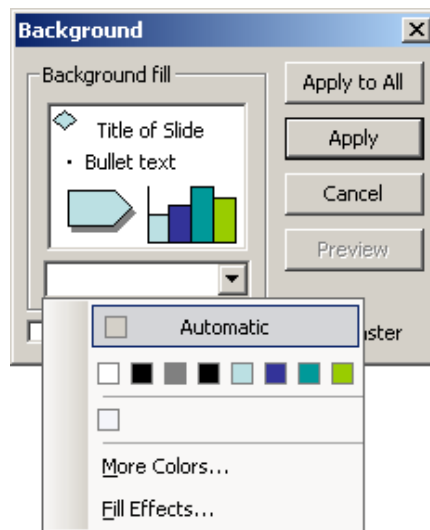 Background
Background fill
Apply to All
Title of Slide
Bullet text
Apply
Cancel
Preview
Automatic
More Colors...
Fill Effects...